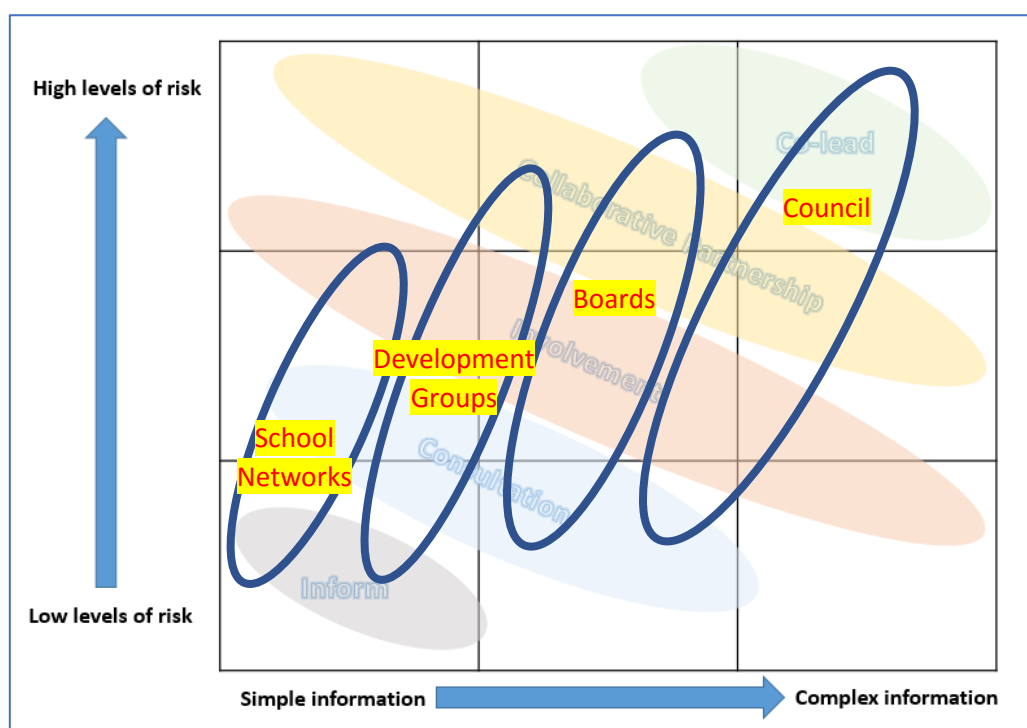 High levels of risk
Co-lead
Collaborative Partnership
Council
Boards
Involvement
Development
Groups
School
Networks
Consultation
Inform
Low levels of risk
Simple information
Complex information